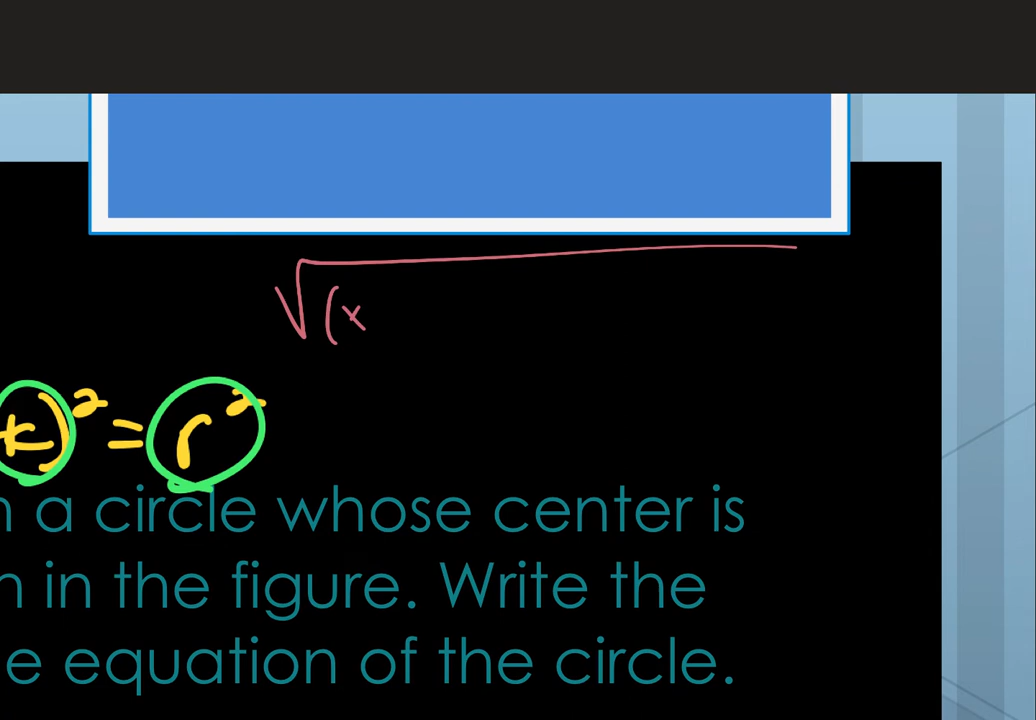 √(x
k)² = r²
a circle whose center is
in the figure. Write the
equation of the circle.